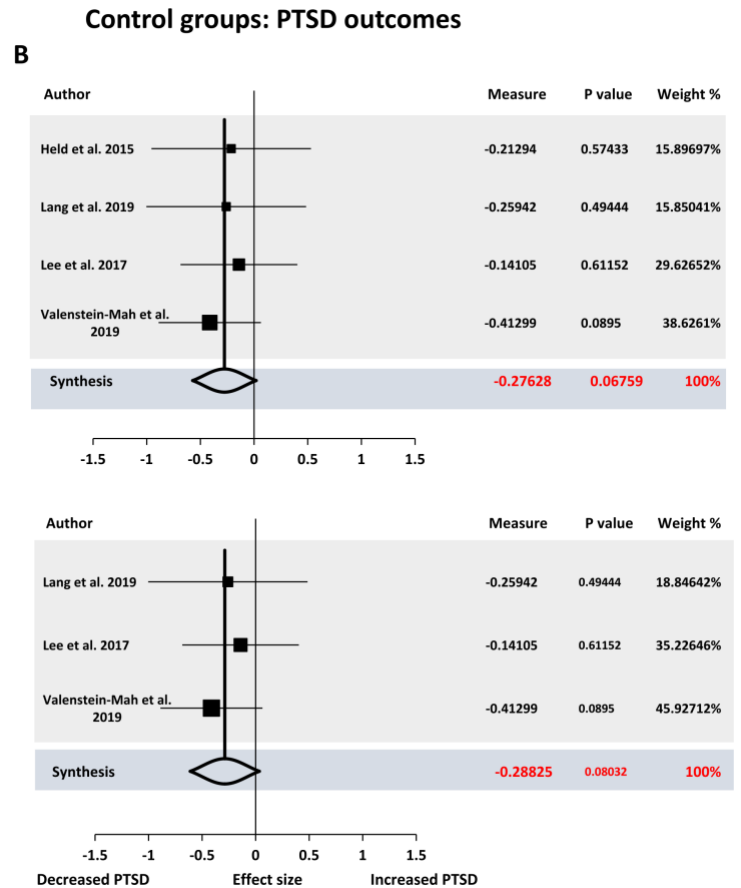 Control groups: PTSD outcomes
B
Author Measure P value Weight %
Held et al. 2015 -0.21294 0.57433 15.89697%
Lang et al. 2019 -0.25942 0.49444 15.85041%
Lee et al. 2017 -0.14105 0.61152 29.62652%
Valenstein-Mah et al.
2019 -0.41299 0.0895 38.6261%
Synthesis -0.27628 0.06759 100%
-1.5 -1 -0.5 0 0.5 1 1.5
Author Measure P value Weight %
Lang et al. 2019 -0.25942 0.49444 18.84642%
Lee et al. 2017 -0.14105 0.61152 35.22646%
Valenstein-Mah et al.
2019 -0.41299 0.0895 45.92712%
Synthesis -0.28825 0.08032 100%
-1.5 -1 -0.5 0 0.5 1 1.5
Decreased PTSD Effect size Increased PTSD